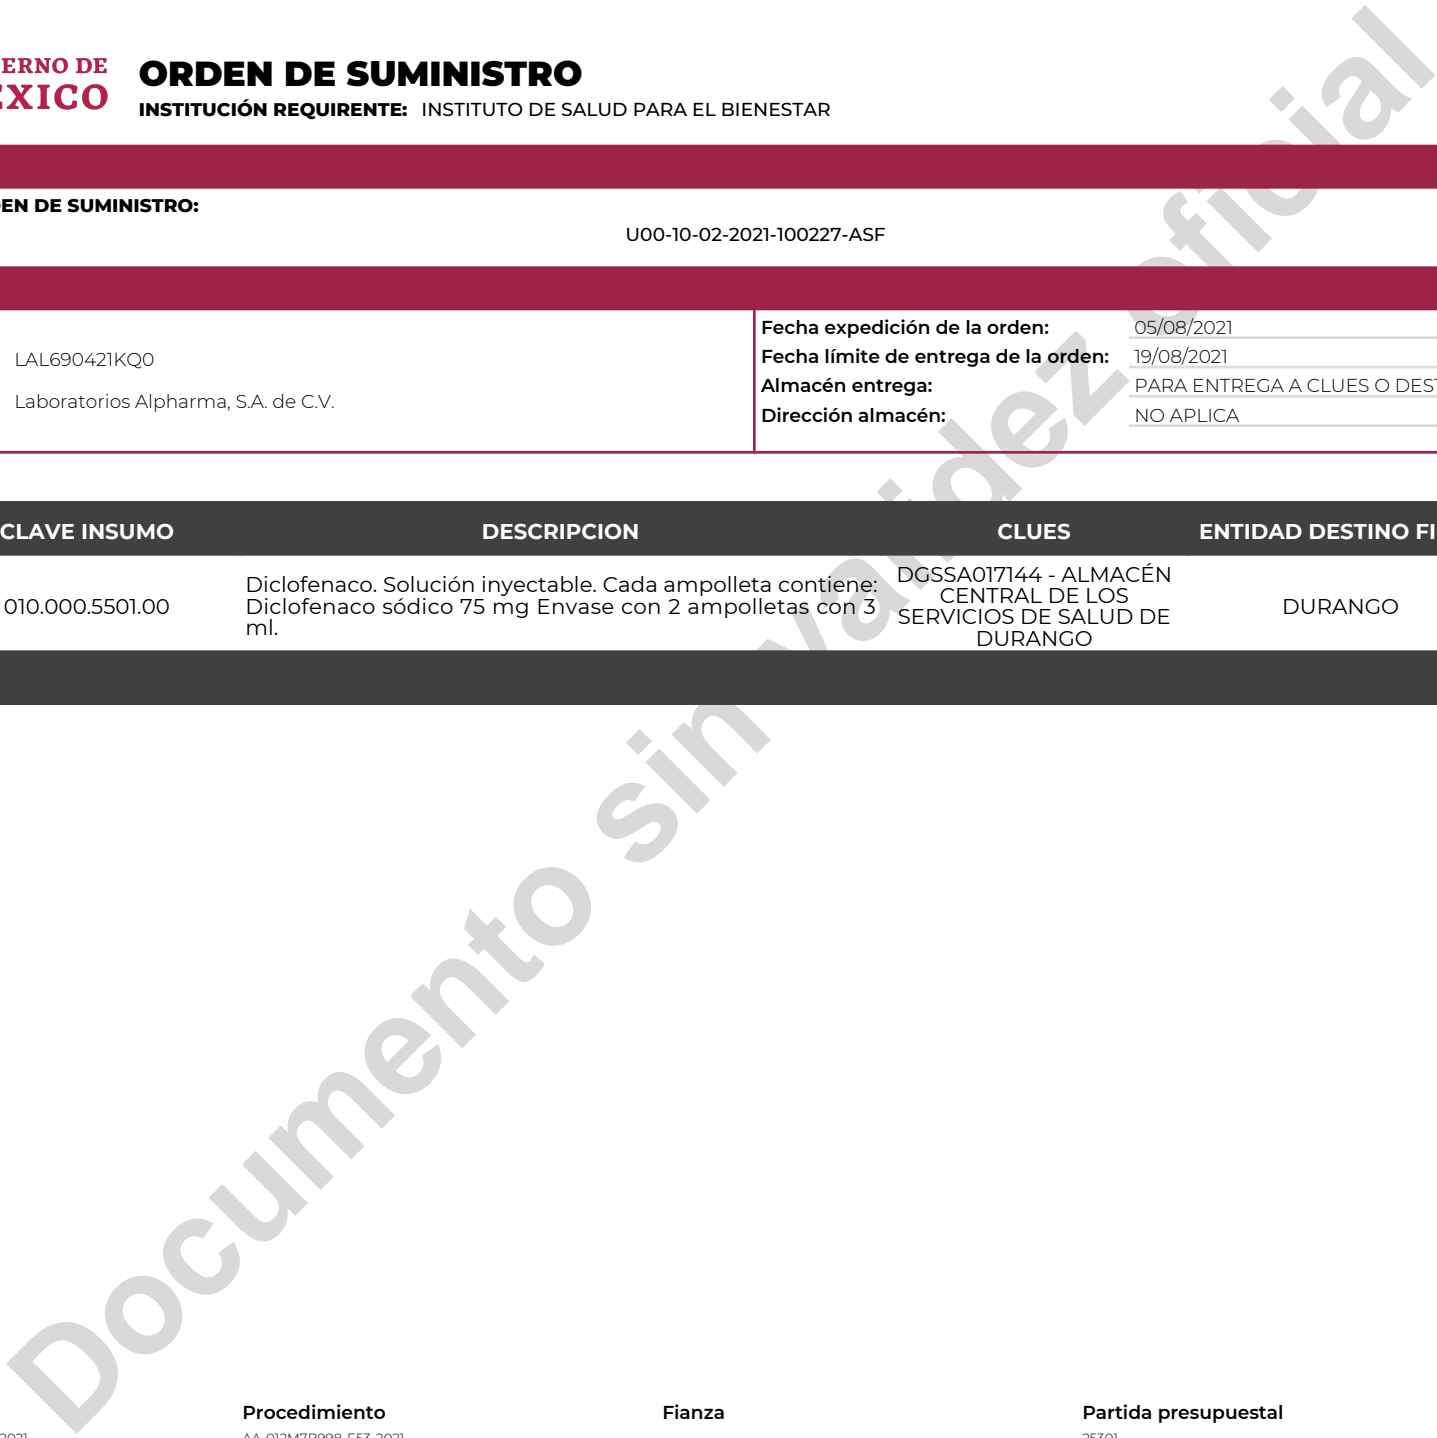 ERNO DE
ORDEN DE SUMINISTRO
INSTITUCIÓN REQUIRENTE: INSTITUTO DE SALUD PARA EL BIENESTAR
EN DE SUMINISTRO:
U00-10-02-2021-100227-ASF
LAL690421KQ0
Laboratorios Alpharma, S.A. de C.V.
Fecha expedición de la orden: 05/08/2021
Fecha límite de entrega de la orden: 19/08/2021
Almacén entrega: PARA ENTREGA A CLUES O DEST
Dirección almacén: NO APLICA
CLAVE INSUMO DESCRIPCION CLUES ENTIDAD DESTINO FI
010.000.5501.00
Diclofenaco. Solución inyectable. Cada ampolleta contiene:
Diclofenaco sódico 75 mg Envase con 2 ampolletas con 3
ml.
DGSSA017144 - ALMACÉN
CENTRAL DE LOS
SERVICIOS DE SALUD DE
DURANGO
DURANGO
Documento sin validez oficial
Procedimiento Fianza Partida presupuestal